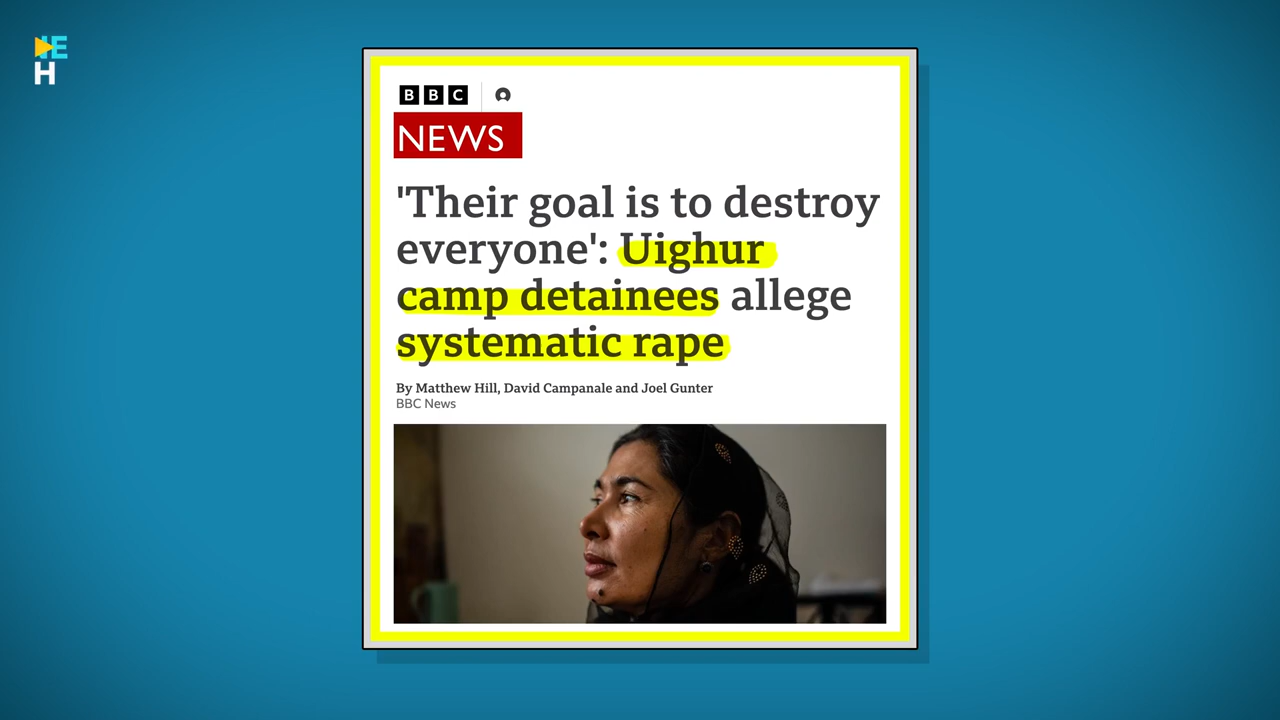 NE
H
BBC
NEWS
'Their goal is to destroy
everyone': Uighur
camp detainees allege
systematic rape
By Matthew Hill, David Campanale and Joel Gunter
BBC News